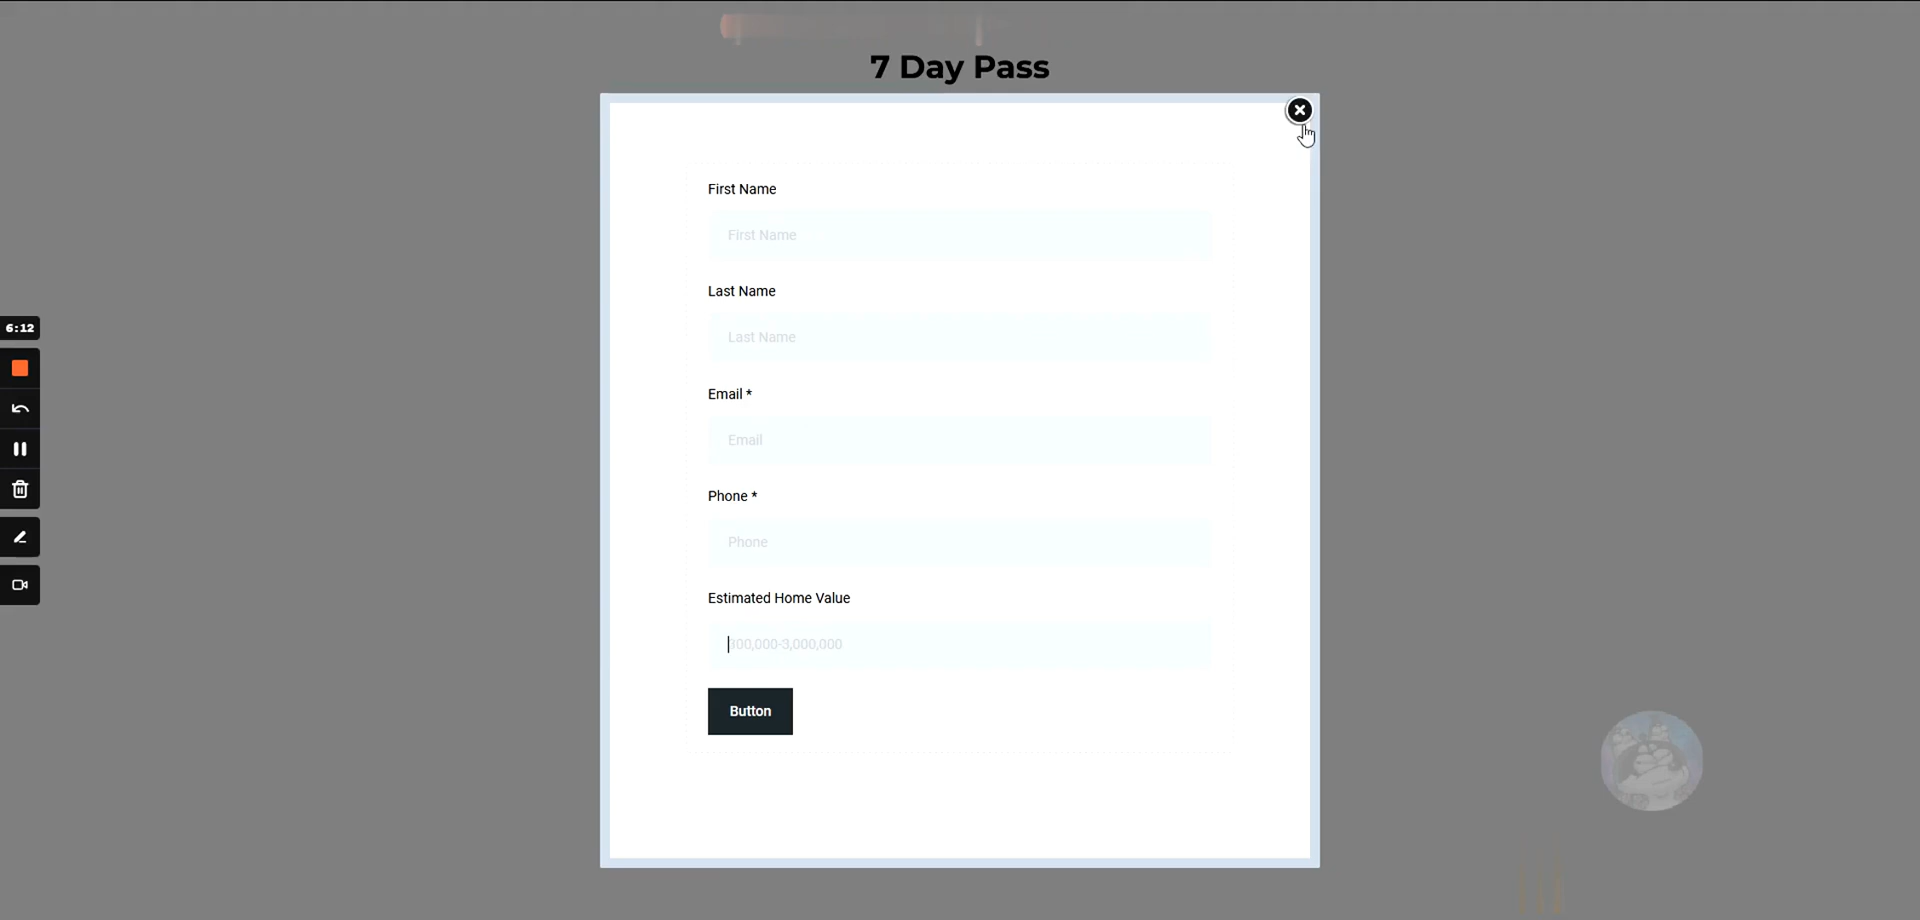 7 Day Pass
First Name
First Name
Last Name
Last Name
Email *
Email
Phone *
Phone
Estimated Home Value
300,000-3,000,000
Button
6:12